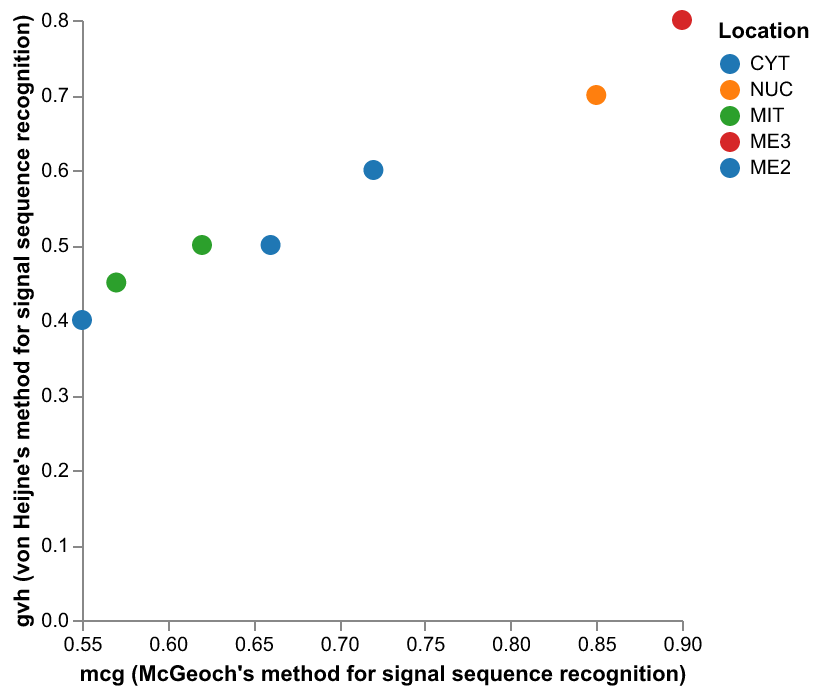 gvh (von Heijne's method for signal sequence recognition)
0.8
0.7
0.6
0.5
0.4
0.3
0.2
0.1
0.0
0.55 0.60 0.65 0.70 0.75 0.80 0.85 0.90
mcg (McGeoch's method for signal sequence recognition)
Location
CYT
NUC
MIT
ME3
ME2